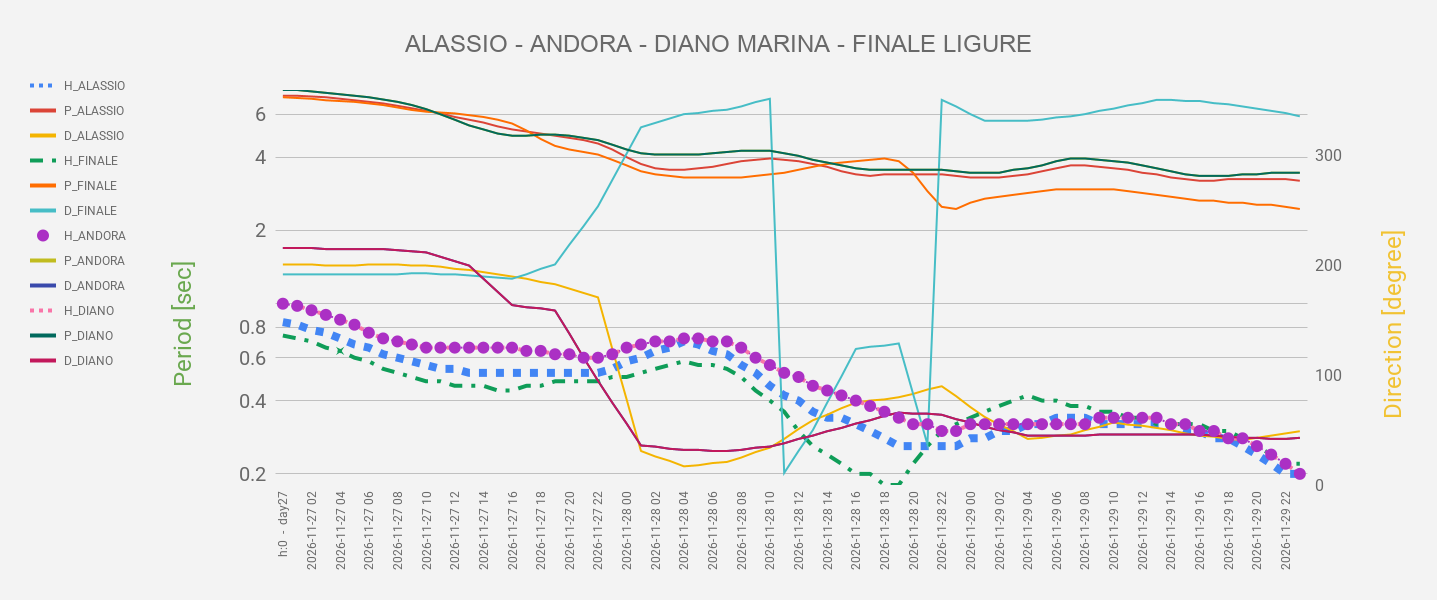 ALASSIO - ANDORA - DIANO MARINA - FINALE LIGURE
H_ALASSIO
P_ALASSIO
D_ALASSIO
H_FINALE
P_FINALE
D_FINALE
H_ANDORA
P_ANDORA
D_ANDORA
H_DIANO
P_DIANO
D_DIANO
Period [sec]
6
4
2
0.8
0.6
0.4
0.2
300
200
100
0
Direction [degree]
h:0 - day27
2026-11-27 02
2026-11-27 04
2026-11-27 06
2026-11-27 08
2026-11-27 10
2026-11-27 12
2026-11-27 14
2026-11-27 16
2026-11-27 18
2026-11-27 20
2026-11-27 22
2026-11-28 00
2026-11-28 02
2026-11-28 04
2026-11-28 06
2026-11-28 08
2026-11-28 10
2026-11-28 12
2026-11-28 14
2026-11-28 16
2026-11-28 18
2026-11-28 20
2026-11-28 22
2026-11-29 00
2026-11-29 02
2026-11-29 04
2026-11-29 06
2026-11-29 08
2026-11-29 10
2026-11-29 12
2026-11-29 14
2026-11-29 16
2026-11-29 18
2026-11-29 20
2026-11-29 22